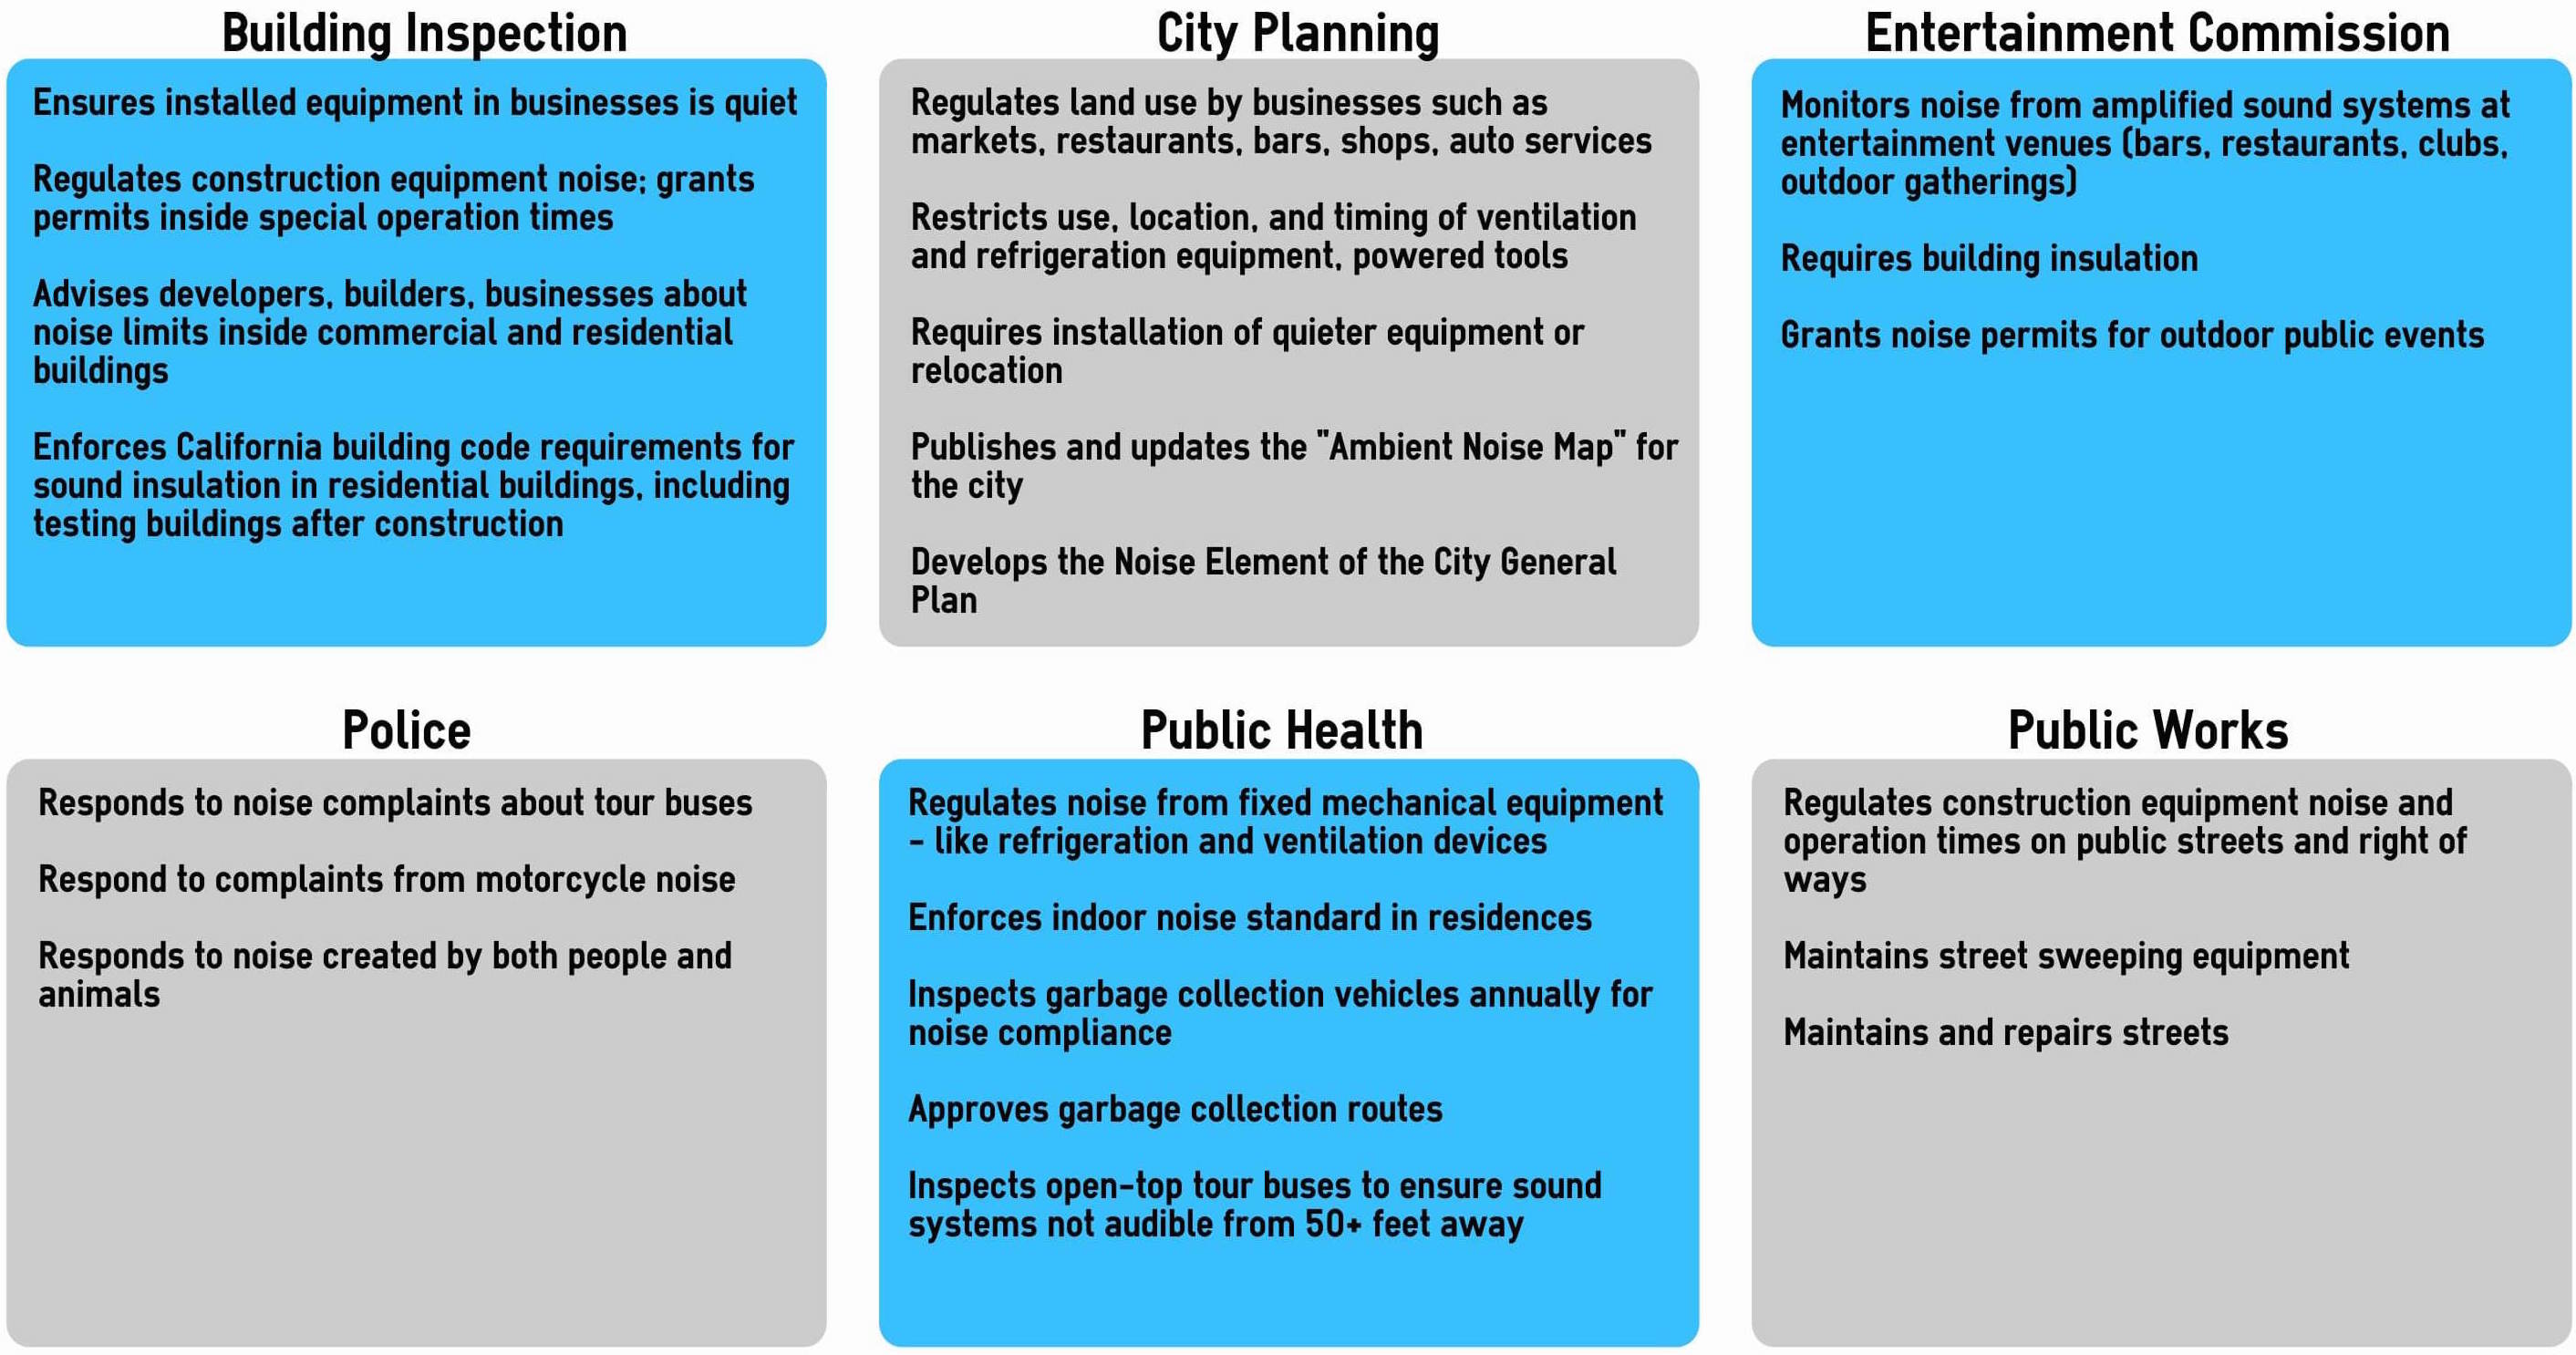 Building Inspection
Ensures installed equipment in businesses is quiet
Regulates construction equipment noise; grants
permits inside special operation times
Advises developers, builders, businesses about
noise limits inside commercial and residential
buildings
Enforces California building code requirements for
sound insulation in residential buildings, including
testing buildings after construction
City Planning
Regulates land use by businesses such as
markets, restaurants, bars, shops, auto services
Restricts use, location, and timing of ventilation
and refrigeration equipment, powered tools
Requires installation of quieter equipment or
relocation
Publishes and updates the "Ambient Noise Map" for
the city
Develops the Noise Element of the City General
Plan
Entertainment Commission
Monitors noise from amplified sound systems at
entertainment venues (bars, restaurants, clubs,
outdoor gatherings)
Requires building insulation
Grants noise permits for outdoor public events
Police
Responds to noise complaints about tour buses
Respond to complaints from motorcycle noise
Responds to noise created by both people and
animals
Public Health
Regulates noise from fixed mechanical equipment
- like refrigeration and ventilation devices
Enforces indoor noise standard in residences
Inspects garbage collection vehicles annually for
noise compliance
Approves garbage collection routes
Inspects open-top tour buses to ensure sound
systems not audible from 50+ feet away
Public Works
Regulates construction equipment noise and
operation times on public streets and right of
ways
Maintains street sweeping equipment
Maintains and repairs streets